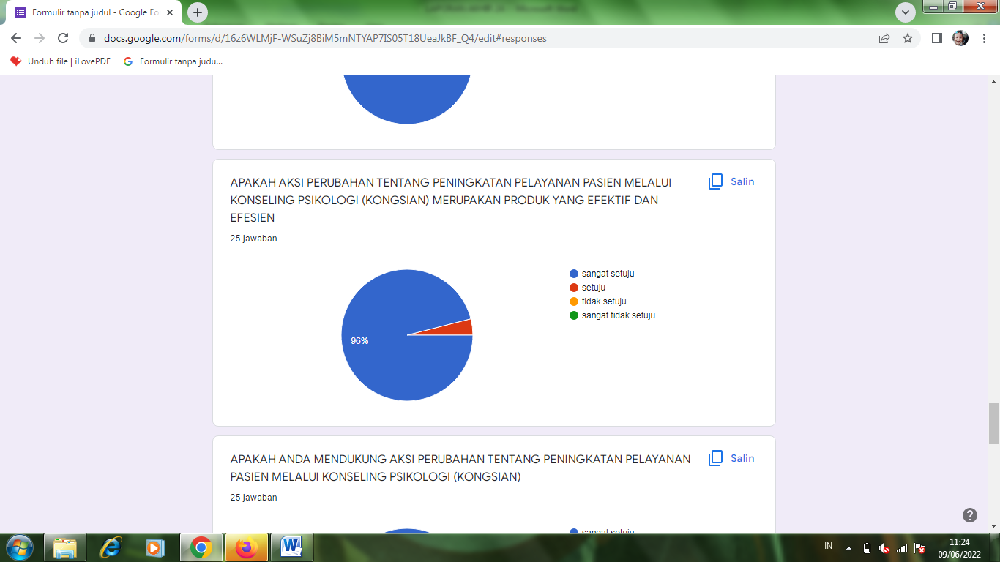 Formulir tanpa judul - Google Fo
docs.google.com/forms/d/16z6WLMjF-WSuZj8BiM5mNTYAP7IS05T18UeaJkBF_Q4/edit#responses
Unduh file | iLovePDF
Formulir tanpa judu...
APAKAH AKSI PERUBAHAN TENTANG PENINGKATAN PELAYANAN PASIEN MELALUI
KONSELING PSIKOLOGI (KONGSIAN) MERUPAKAN PRODUK YANG EFEKTIF DAN
EFESIEN
Salin
25 jawaban
96%
sangat setuju
setuju
tidak setuju
sangat tidak setuju
APAKAH ANDA MENDUKUNG AKSI PERUBAHAN TENTANG PENINGKATAN PELAYANAN
PASIEN MELALUI KONSELING PSIKOLOGI (KONGSIAN)
Salin
25 jawaban
sangat setuju
IN
11:24
09/06/2022